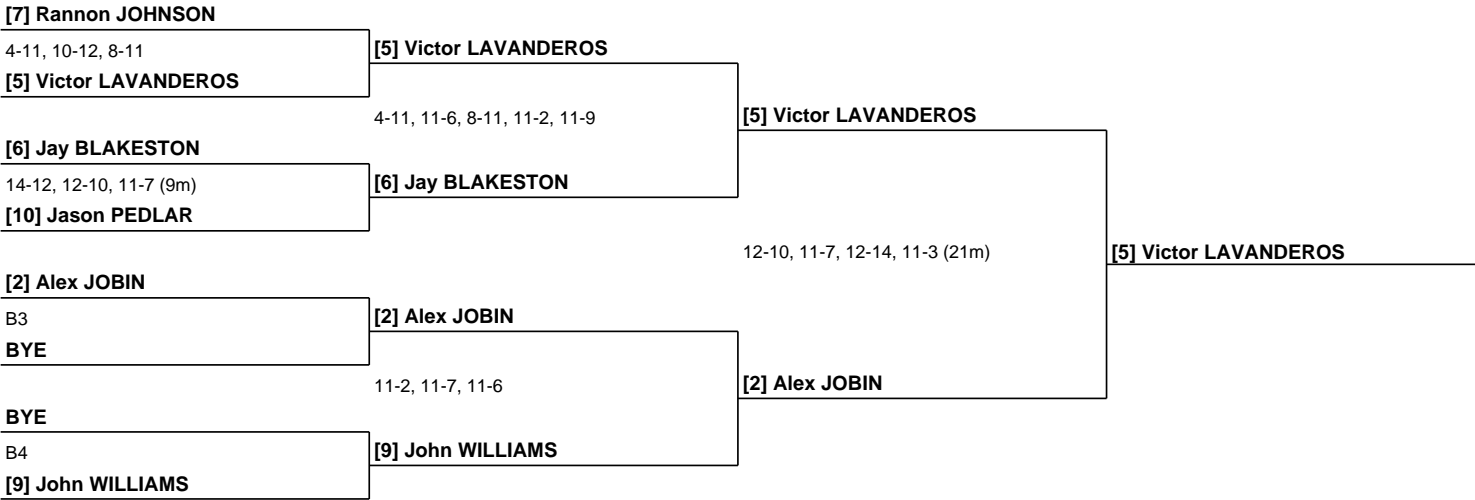 [7] Rannon JOHNSON
4-11, 10-12, 8-11
[5] Victor LAVANDEROS
[6] Jay BLAKESTON
14-12, 12-10, 11-7 (9m)
[10] Jason PEDLAR
[2] Alex JOBIN
B3
BYE
BYE
B4
[9] John WILLIAMS
[5] Victor LAVANDEROS
4-11, 11-6, 8-11, 11-2, 11-9
[6] Jay BLAKESTON
[2] Alex JOBIN
11-2, 11-7, 11-6
[9] John WILLIAMS
[5] Victor LAVANDEROS
12-10, 11-7, 12-14, 11-3 (21m)
[2] Alex JOBIN
[5] Victor LAVANDEROS